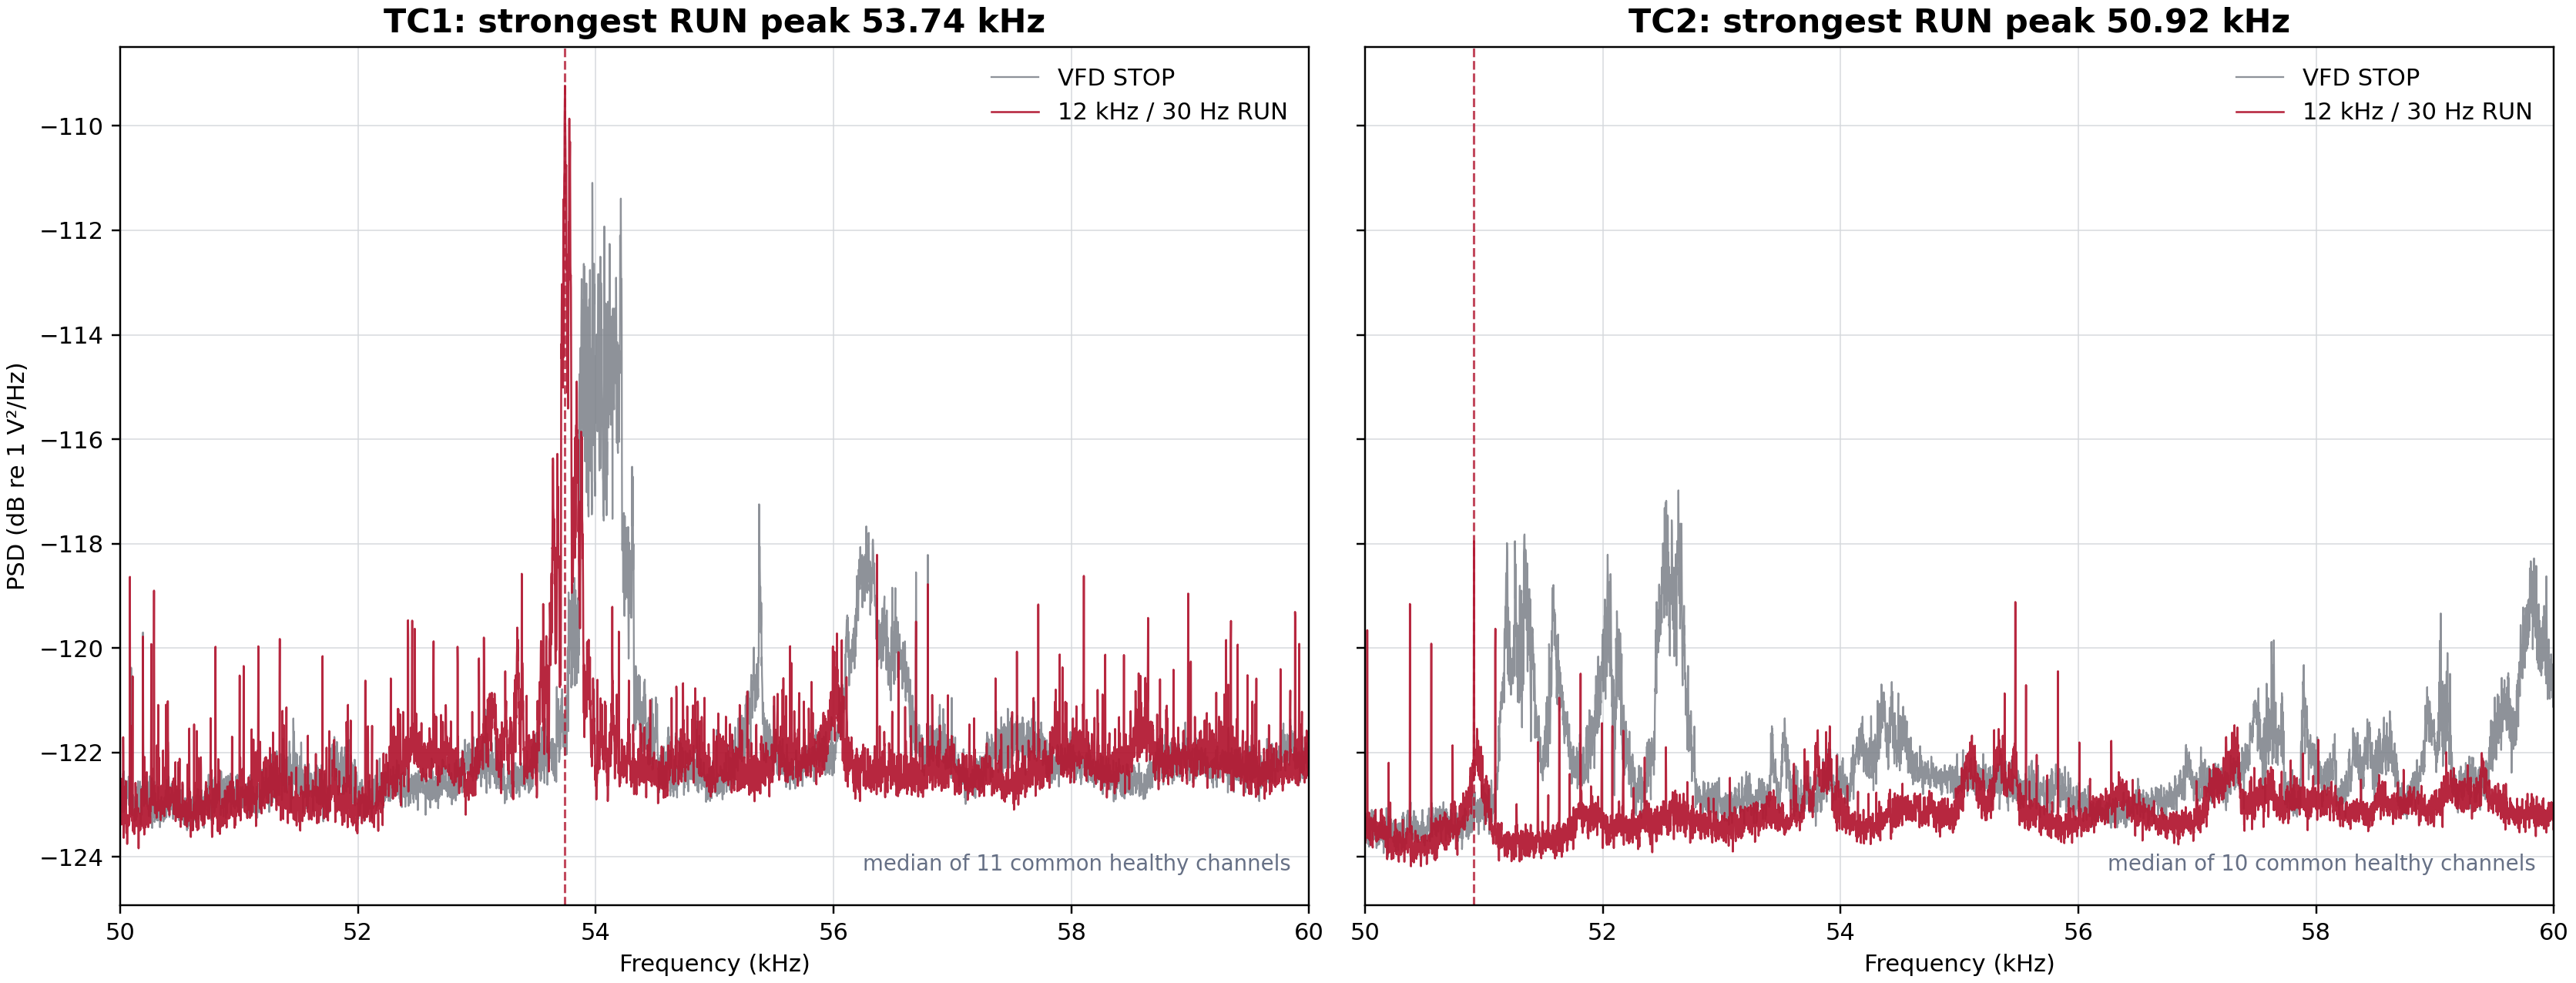 TC1: strongest RUN peak 53.74 kHz
VFD STOP
12 kHz / 30 Hz RUN
−110
−112
−114
−116
−118
−120
−122
−124
PSD (dB re 1 V²/Hz)
median of 11 common healthy channels
50
52
54
56
58
60
Frequency (kHz)
TC2: strongest RUN peak 50.92 kHz
VFD STOP
12 kHz / 30 Hz RUN
median of 10 common healthy channels
50
52
54
56
58
60
Frequency (kHz)